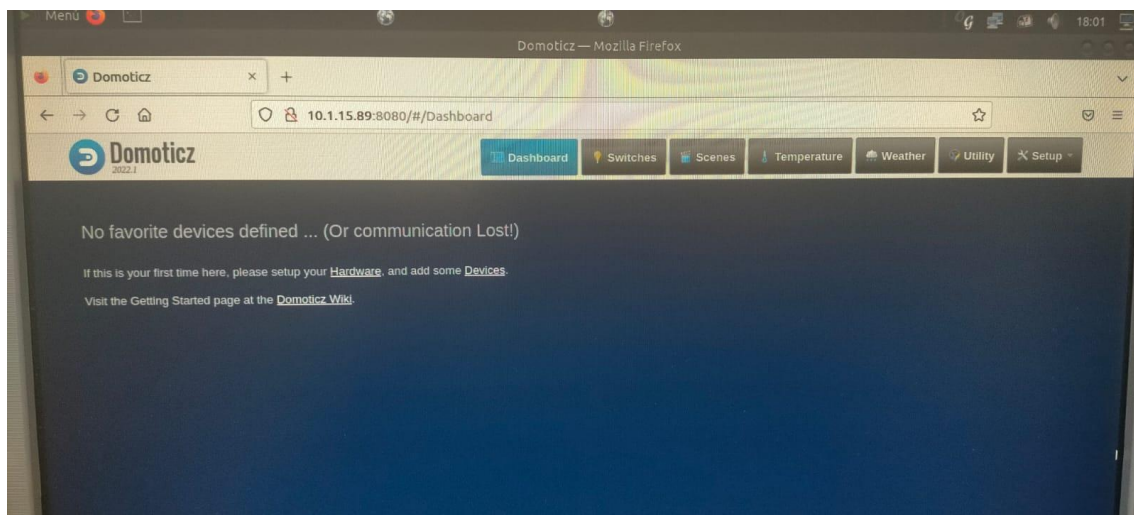 Menú
18:01
Domoticz — Mozilla Firefox
Domoticz × +
10.1.15.89:8080/#/Dashboard
Domoticz
2022.1
Dashboard Switches Scenes Temperature Weather Utility Setup
No favorite devices defined ... (Or communication Lost!)
If this is your first time here, please setup your Hardware, and add some Devices.
Visit the Getting Started page at the Domoticz Wiki.